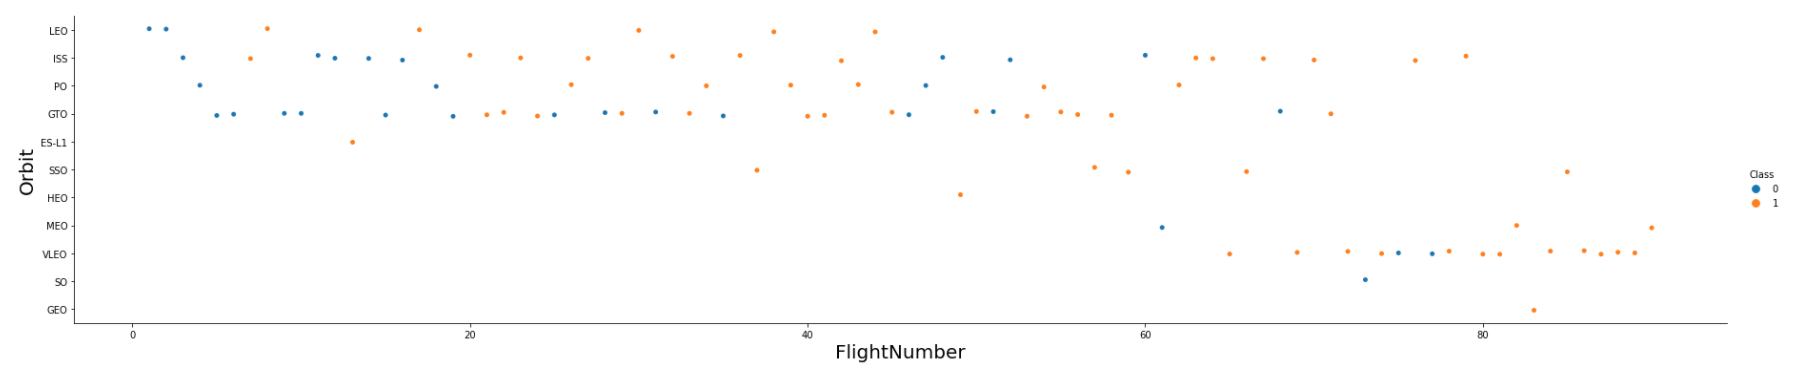 LEO
ISS
PO
GTO
ES-L1
SSO
HEO
MEO
VLEO
SO
GEO
Orbit
0 20 40 60 80
FlightNumber
Class
0
1